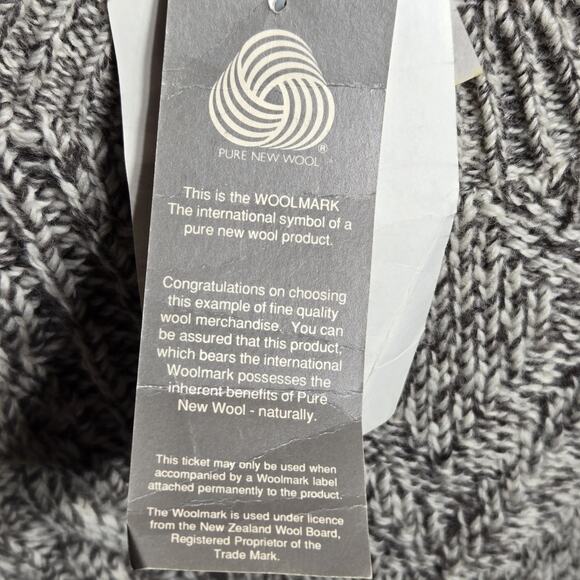 ®
PURE NEW WOOL
This is the WOOLMARK
The international symbol of a
pure new wool product.
Congratulations on choosing
this example of fine quality
wool merchandise. You can
be assured that this product,
which bears the international
Woolmark possesses the
inherent benefits of Pure
New Wool - naturally.
This ticket may only be used when
accompanied by a Woolmark label
attached permanently to the product.
The Woolmark is used under licence
from the New Zealand Wool Board,
Registered Proprietor of the
Trade Mark.